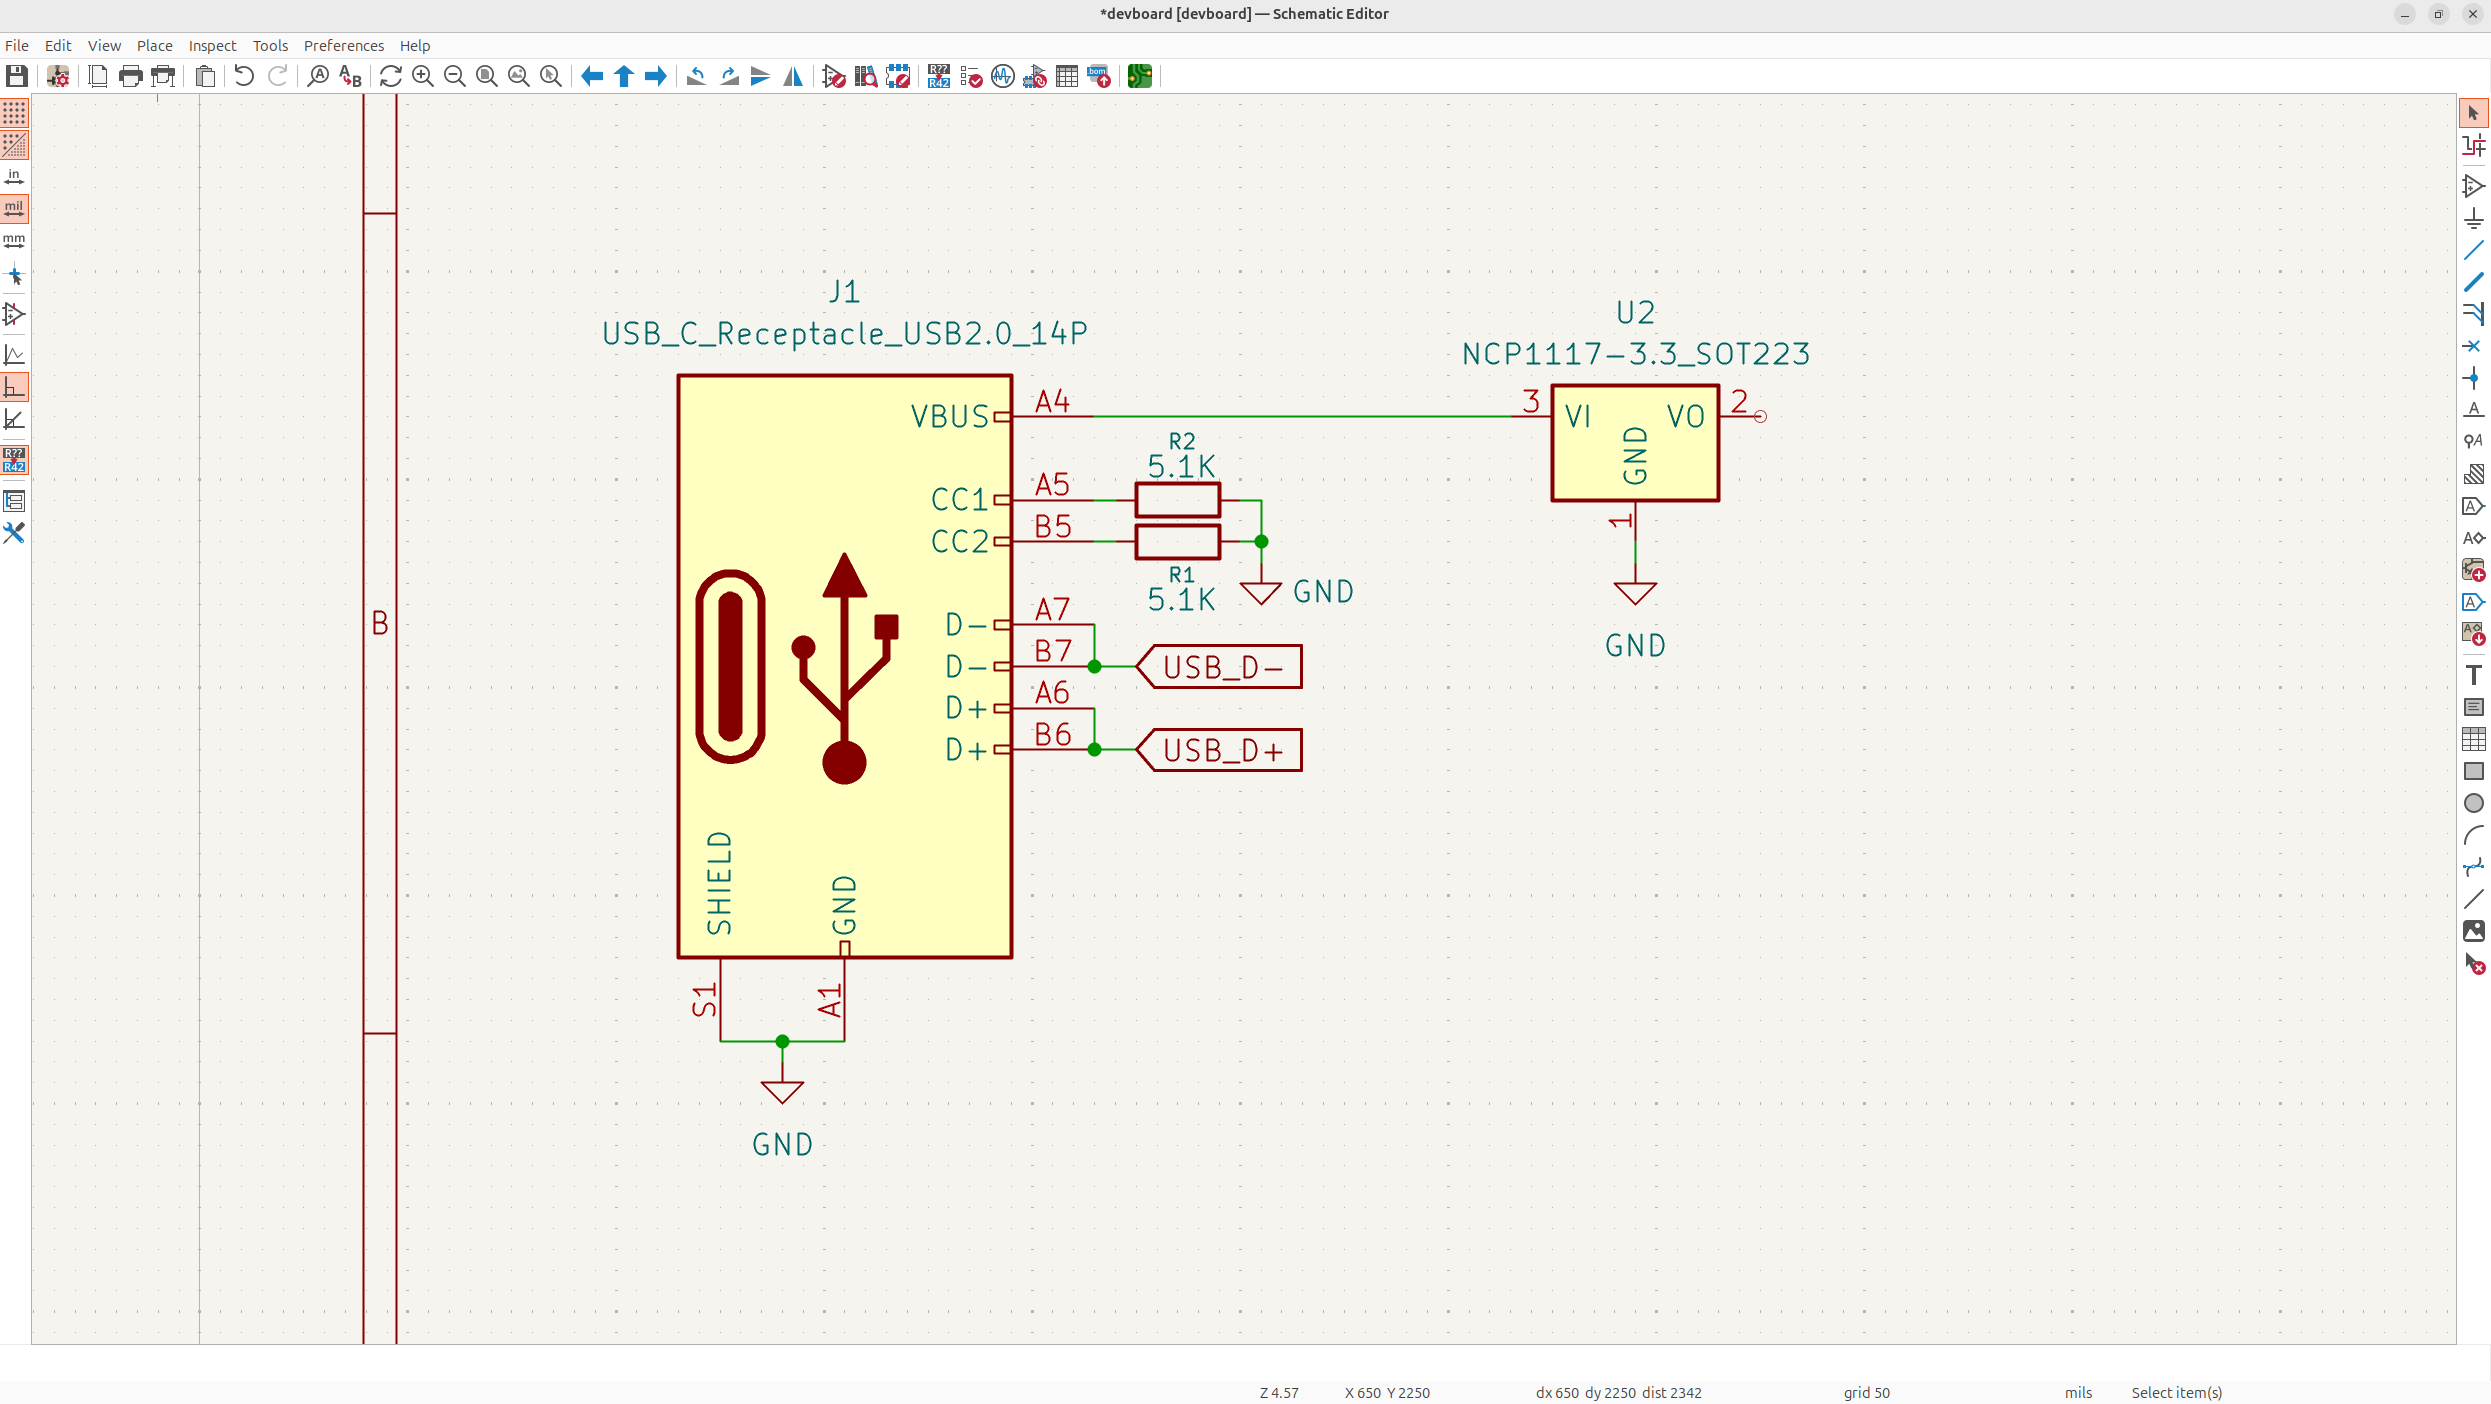 *devboard [devboard] — Schematic Editor
File Edit View Place Inspect Tools Preferences Help
in
mil
mm
R??
R42
J1
USB_C_Receptacle_USB2.0_14P
VBUS
A4
CC1
A5
CC2
B5
R2
5.1K
R1
5.1K
GND
D-
A7
D-
B7
D+
A6
D+
B6
USB_D-
USB_D+
SHIELD
GND
S1
A1
GND
U2
NCP1117-3.3_SOT223
3
VI
VO
2
GND
1
GND
B
Z 4.57 X 650 Y 2250 dx 650 dy 2250 dist 2342 grid 50 mils Select item(s)